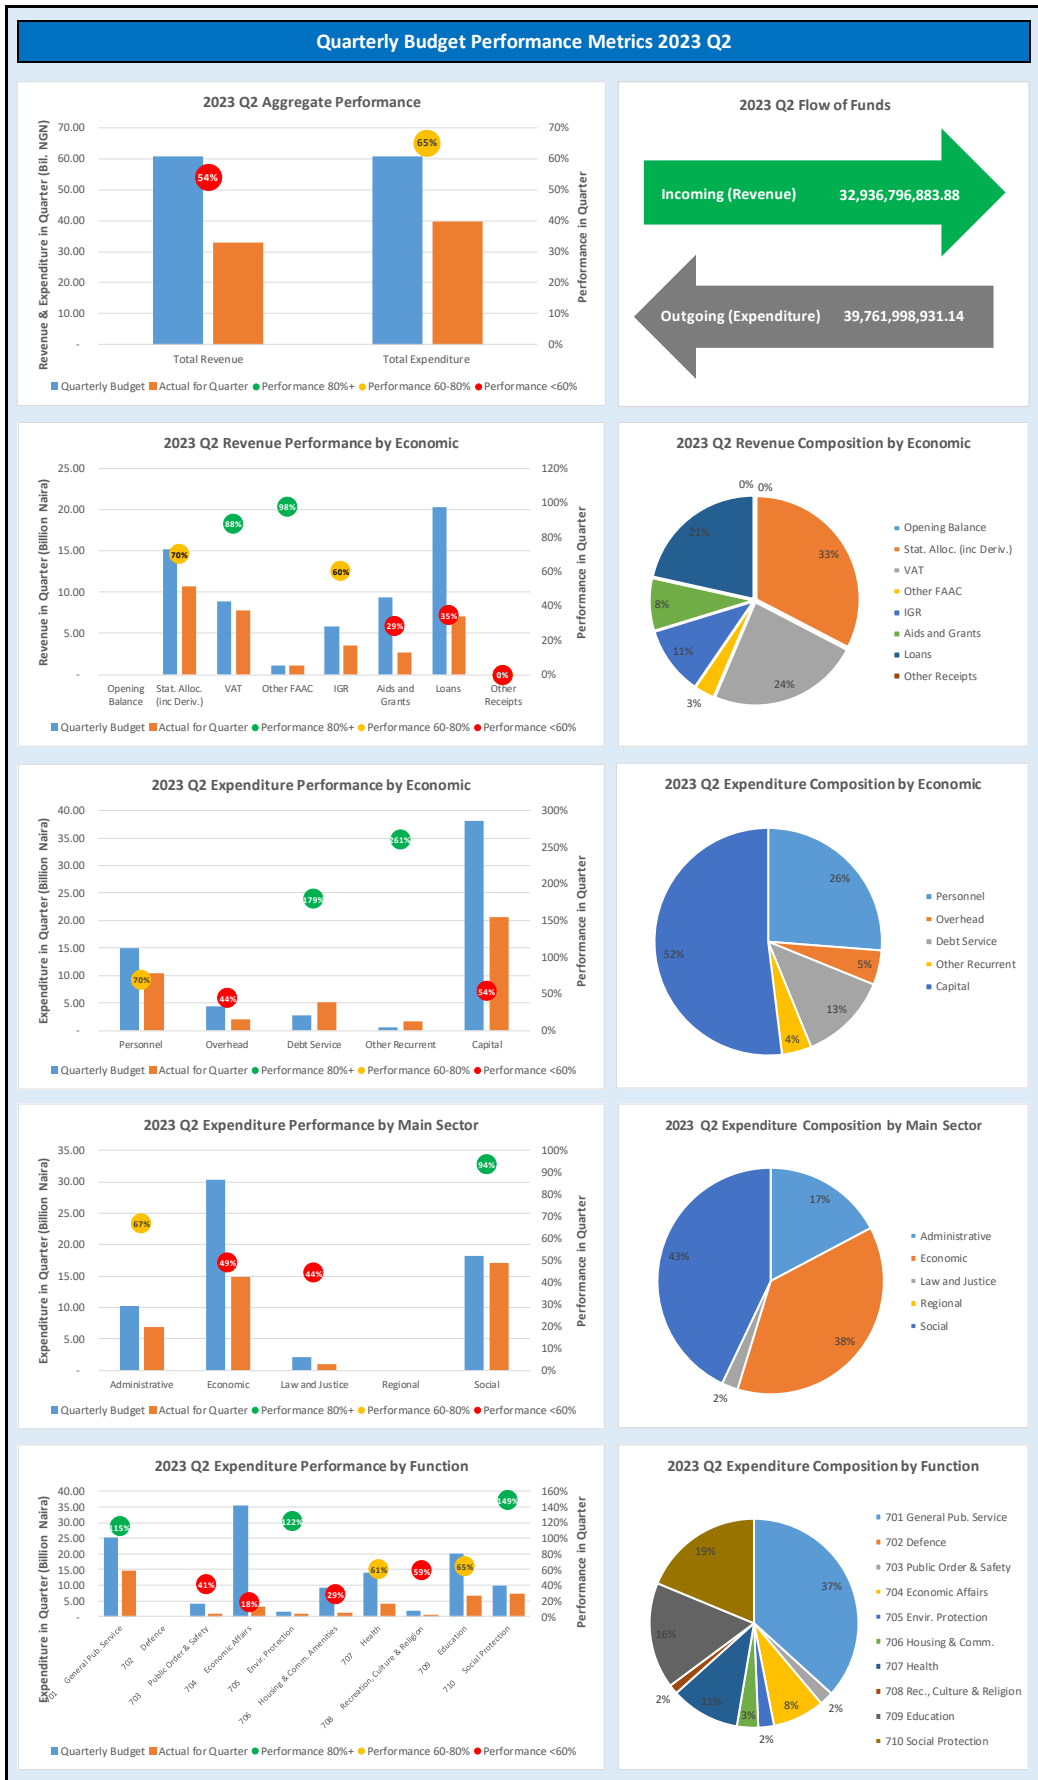 Quarterly Budget Performance Metrics 2023 Q2
2023 Q2 Aggregate Performance
Revenue & Expenditure in Quarter (Bil. NGN)
70.00
60.00
50.00
40.00
30.00
20.00
10.00
-
70%
60%
50%
40%
30%
20%
10%
0%
Performance in Quarter
54%
65%
Total Revenue
Total Expenditure
Quarterly Budget
Actual for Quarter
Performance 80%+
Performance 60-80%
Performance <60%
2023 Q2 Flow of Funds
Incoming (Revenue) 32,936,796,883.88
Outgoing (Expenditure) 39,761,998,931.14
2023 Q2 Revenue Performance by Economic
Revenue in Quarter (Billion Naira)
25.00
20.00
15.00
10.00
5.00
-
120%
100%
80%
60%
40%
20%
0%
Performance in Quarter
70%
88%
98%
60%
29%
35%
0%
Opening
Balance
Stat. Alloc.
(inc Deriv.)
VAT
Other FAAC
IGR
Aids and
Grants
Loans
Other
Receipts
Quarterly Budget
Actual for Quarter
Performance 80%+
Performance 60-80%
Performance <60%
2023 Q2 Revenue Composition by Economic
0%
0%
33%
24%
3%
11%
8%
21%
Opening Balance
Stat. Alloc. (inc Deriv.)
VAT
Other FAAC
IGR
Aids and Grants
Loans
Other Receipts
2023 Q2 Expenditure Performance by Economic
Expenditure in Quarter (Billion Naira)
40.00
35.00
30.00
25.00
20.00
15.00
10.00
5.00
-
300%
250%
200%
150%
100%
50%
0%
Performance in Quarter
70%
44%
179%
261%
54%
Personnel
Overhead
Debt Service
Other Recurrent
Capital
Quarterly Budget
Actual for Quarter
Performance 80%+
Performance 60-80%
Performance <60%
2023 Q2 Expenditure Composition by Economic
26%
5%
13%
4%
52%
Personnel
Overhead
Debt Service
Other Recurrent
Capital
2023 Q2 Expenditure Performance by Main Sector
Expenditure in Quarter (Billion Naira)
35.00
30.00
25.00
20.00
15.00
10.00
5.00
-
100%
90%
80%
70%
60%
50%
40%
30%
20%
10%
0%
Performance in Quarter
67%
49%
44%
94%
Administrative
Economic
Law and Justice
Regional
Social
Quarterly Budget
Actual for Quarter
Performance 80%+
Performance 60-80%
Performance <60%
2023 Q2 Expenditure Composition by Main Sector
17%
38%
2%
43%
Administrative
Economic
Law and Justice
Regional
Social
2023 Q2 Expenditure Performance by Function
Expenditure in Quarter (Billion Naira)
40.00
35.00
30.00
25.00
20.00
15.00
10.00
5.00
-
160%
140%
120%
100%
80%
60%
40%
20%
0%
Performance in Quarter
115%
41%
18%
122%
29%
61%
59%
65%
149%
701 General Pub. Service
702 Defence
703 Public Order & Safety
704 Economic Affairs
705 Envir. Protection
706 Housing & Comm. Amenities
707 Health
708 Recreation, Culture & Religion
709 Education
710 Social Protection
Quarterly Budget
Actual for Quarter
Performance 80%+
Performance 60-80%
Performance <60%
2023 Q2 Expenditure Composition by Function
37%
2%
8%
2%
3%
11%
2%
16%
19%
701 General Pub. Service
702 Defence
703 Public Order & Safety
704 Economic Affairs
705 Envir. Protection
706 Housing & Comm.
707 Health
708 Rec., Culture & Religion
709 Education
710 Social Protection